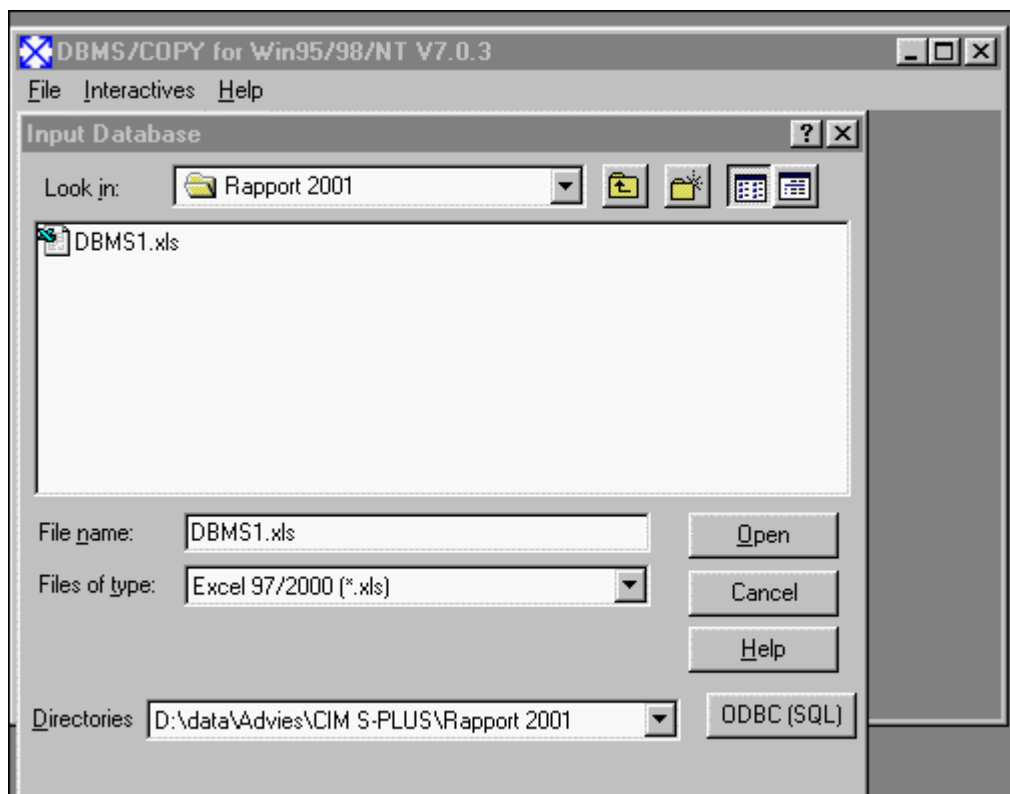 DBMS/COPY for Win95/98/NT V7.0.3
File Interactives Help
Input Database
Look in: Rapport 2001
DBMS1.xls
File name: DBMS1.xls Open
Files of type: Excel 97/2000 (*.xls) Cancel
Help
Directories D:\data\Advies\CIM S-PLUS\Rapport 2001 ODBC (SQL)